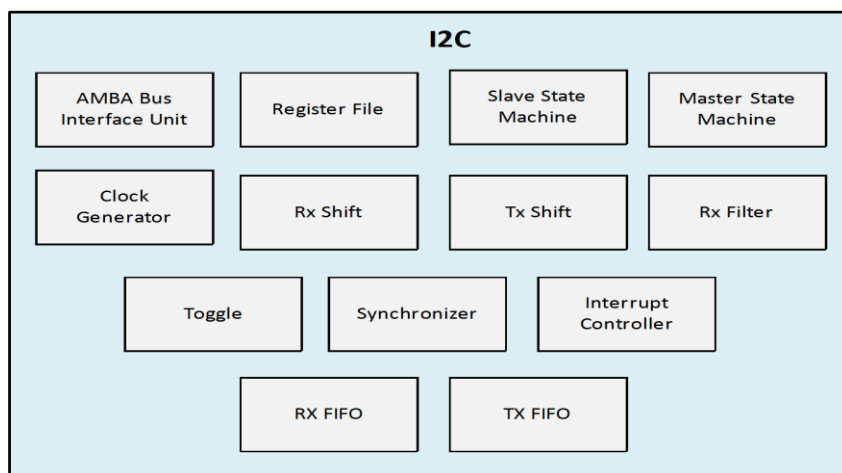 I2C
AMBA Bus
Interface Unit
Register File
Slave State
Machine
Master State
Machine
Clock
Generator
Rx Shift
Tx Shift
Rx Filter
Toggle
Synchronizer
Interrupt
Controller
RX FIFO
TX FIFO